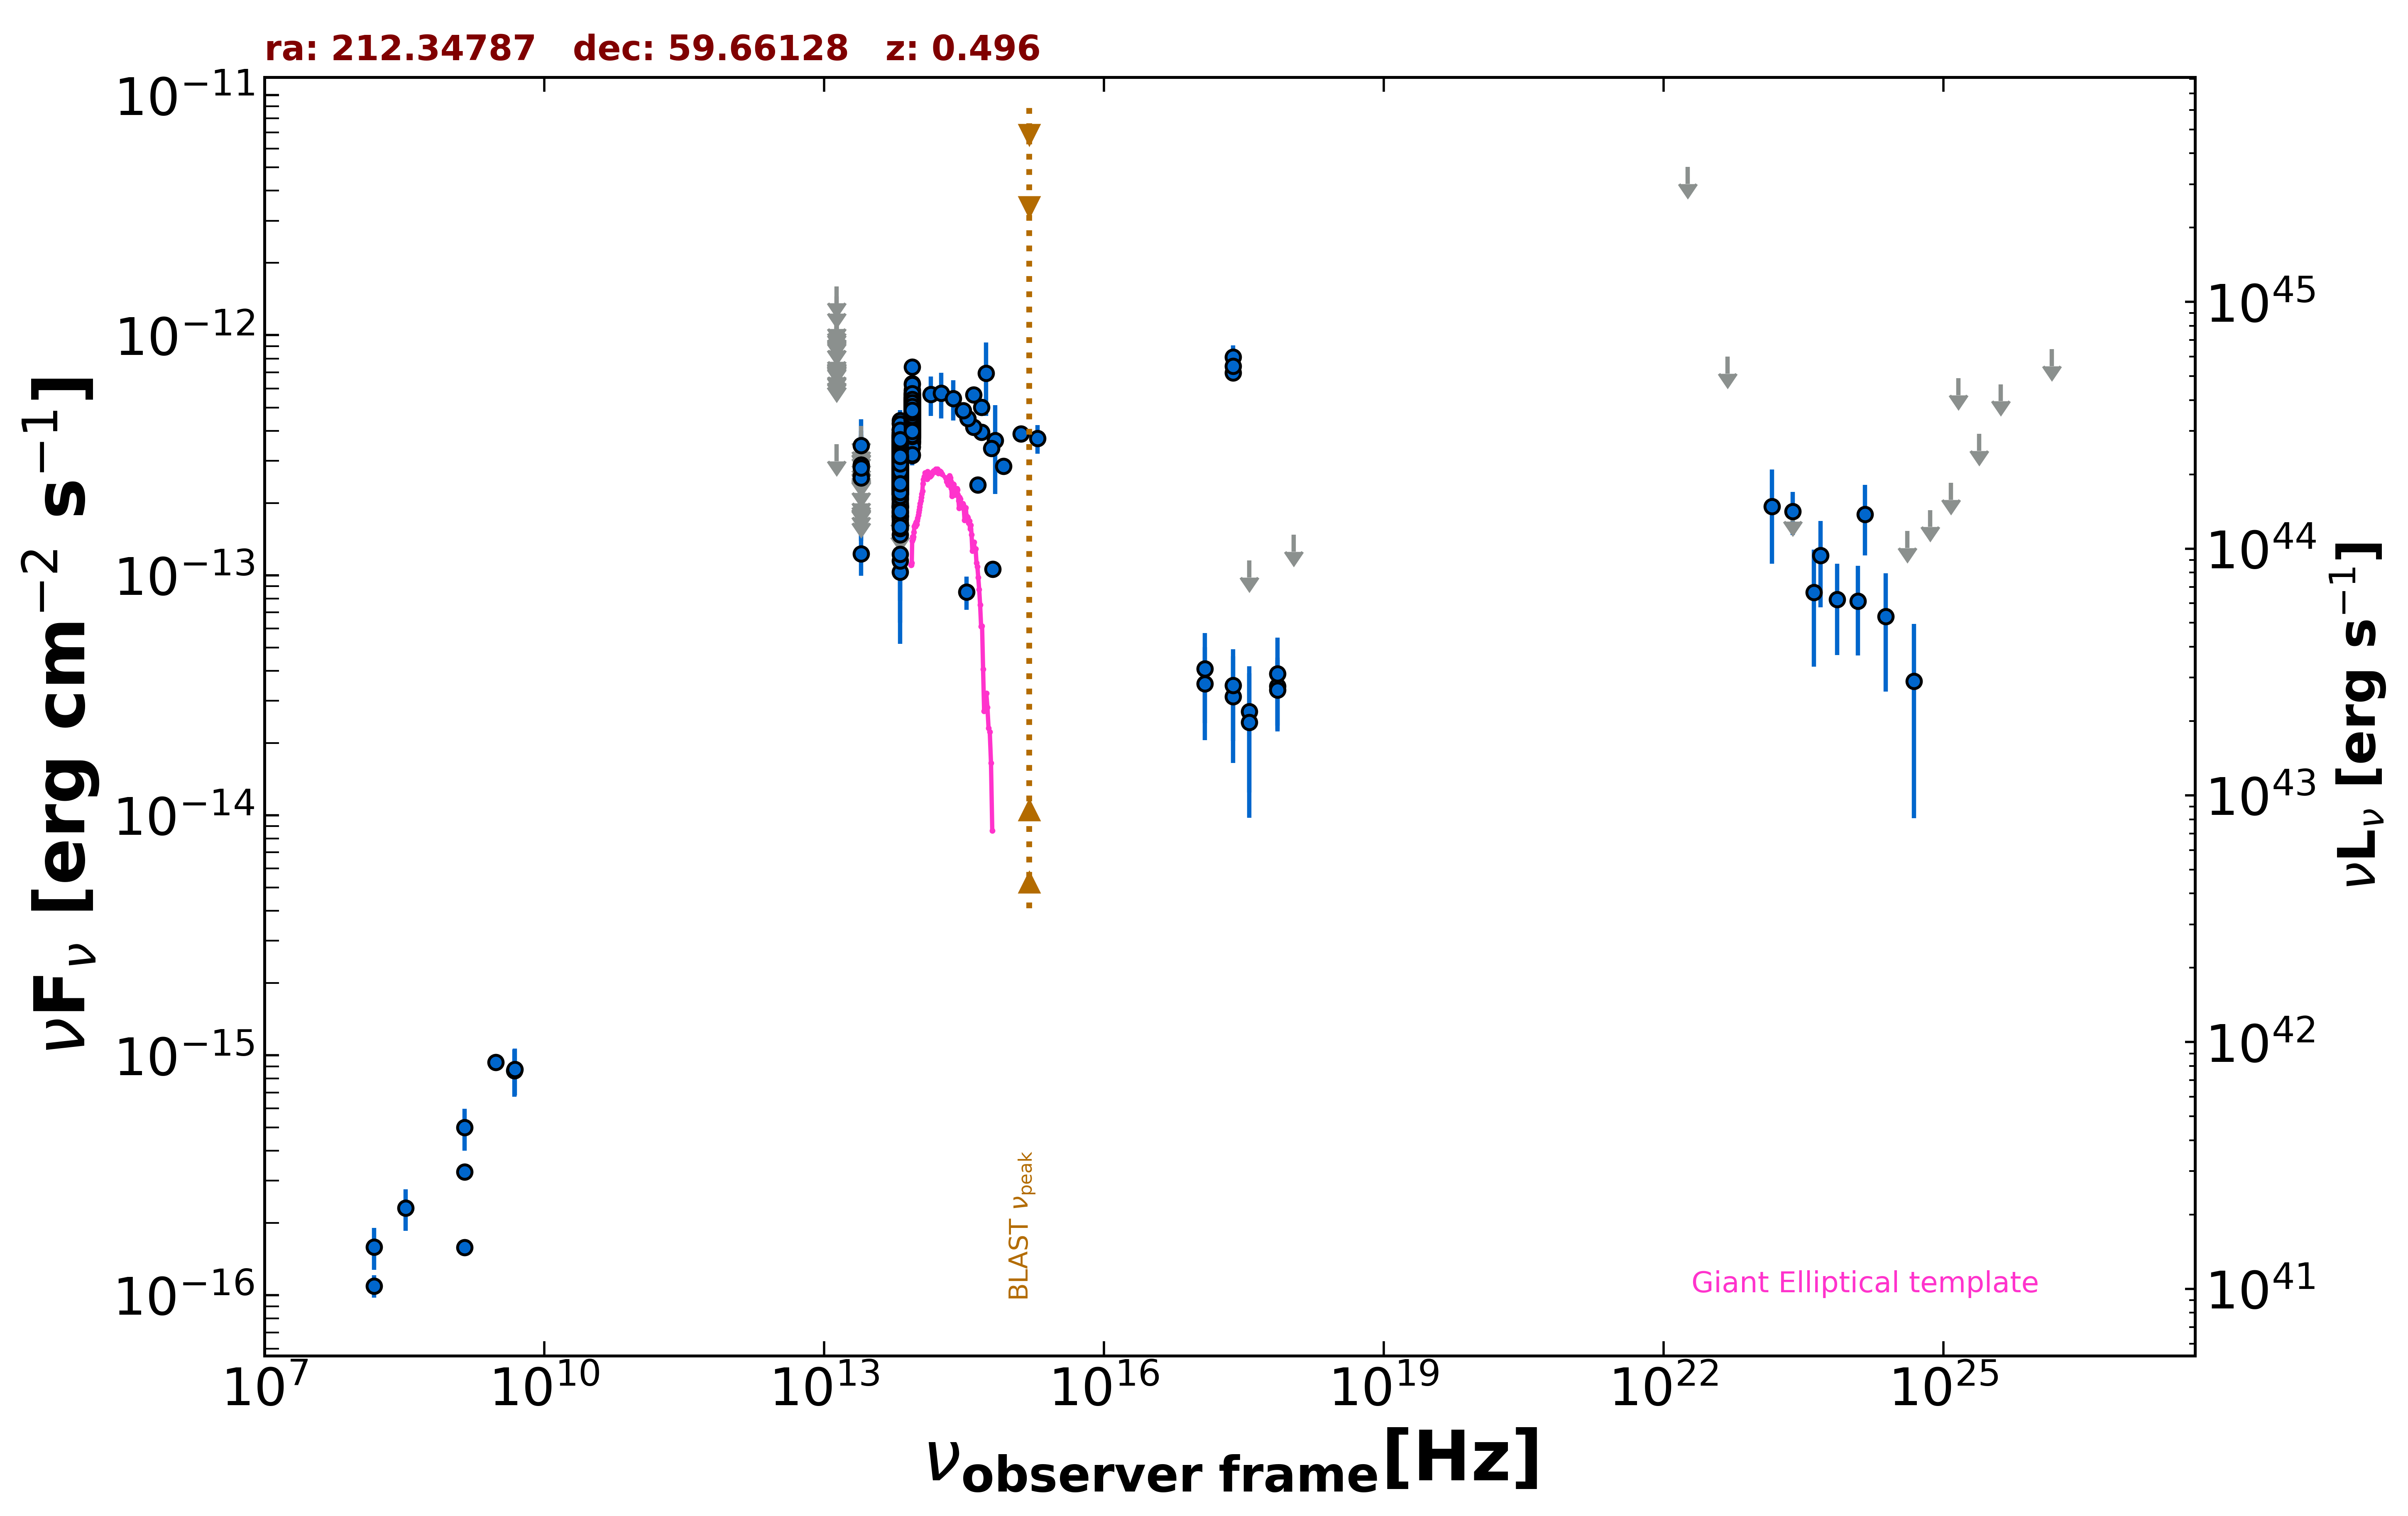 ra: 212.34787   dec: 59.66128   z: 0.496
νFν [erg cm−2 s−1]
10−11
10−12
10−13
10−14
10−15
10−16
10^45
10^44
10^43
10^42
10^41
νLν [erg s−1]
BLAST νpeak
Giant Elliptical template
10^7 10^10 10^13 10^16 10^19 10^22 10^25
νobserver frame[Hz]